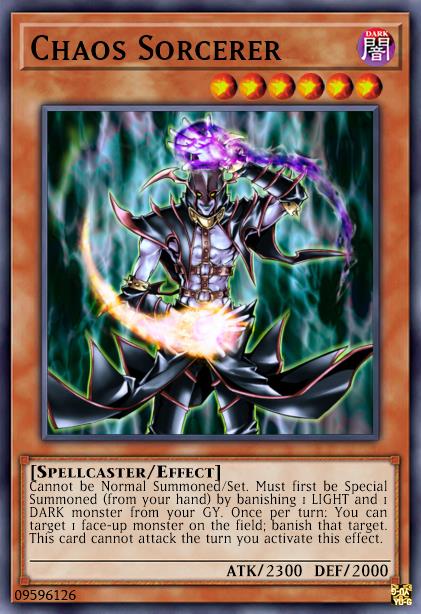 Chaos Sorcerer
DARK
闇
[Spellcaster/Effect]
Cannot be Normal Summoned/Set. Must first be Special
Summoned (from your hand) by banishing 1 LIGHT and 1
DARK monster from your GY. Once per turn: You can
target 1 face-up monster on the field; banish that target.
This card cannot attack the turn you activate this effect.
ATK/2300 DEF/2000
09596126